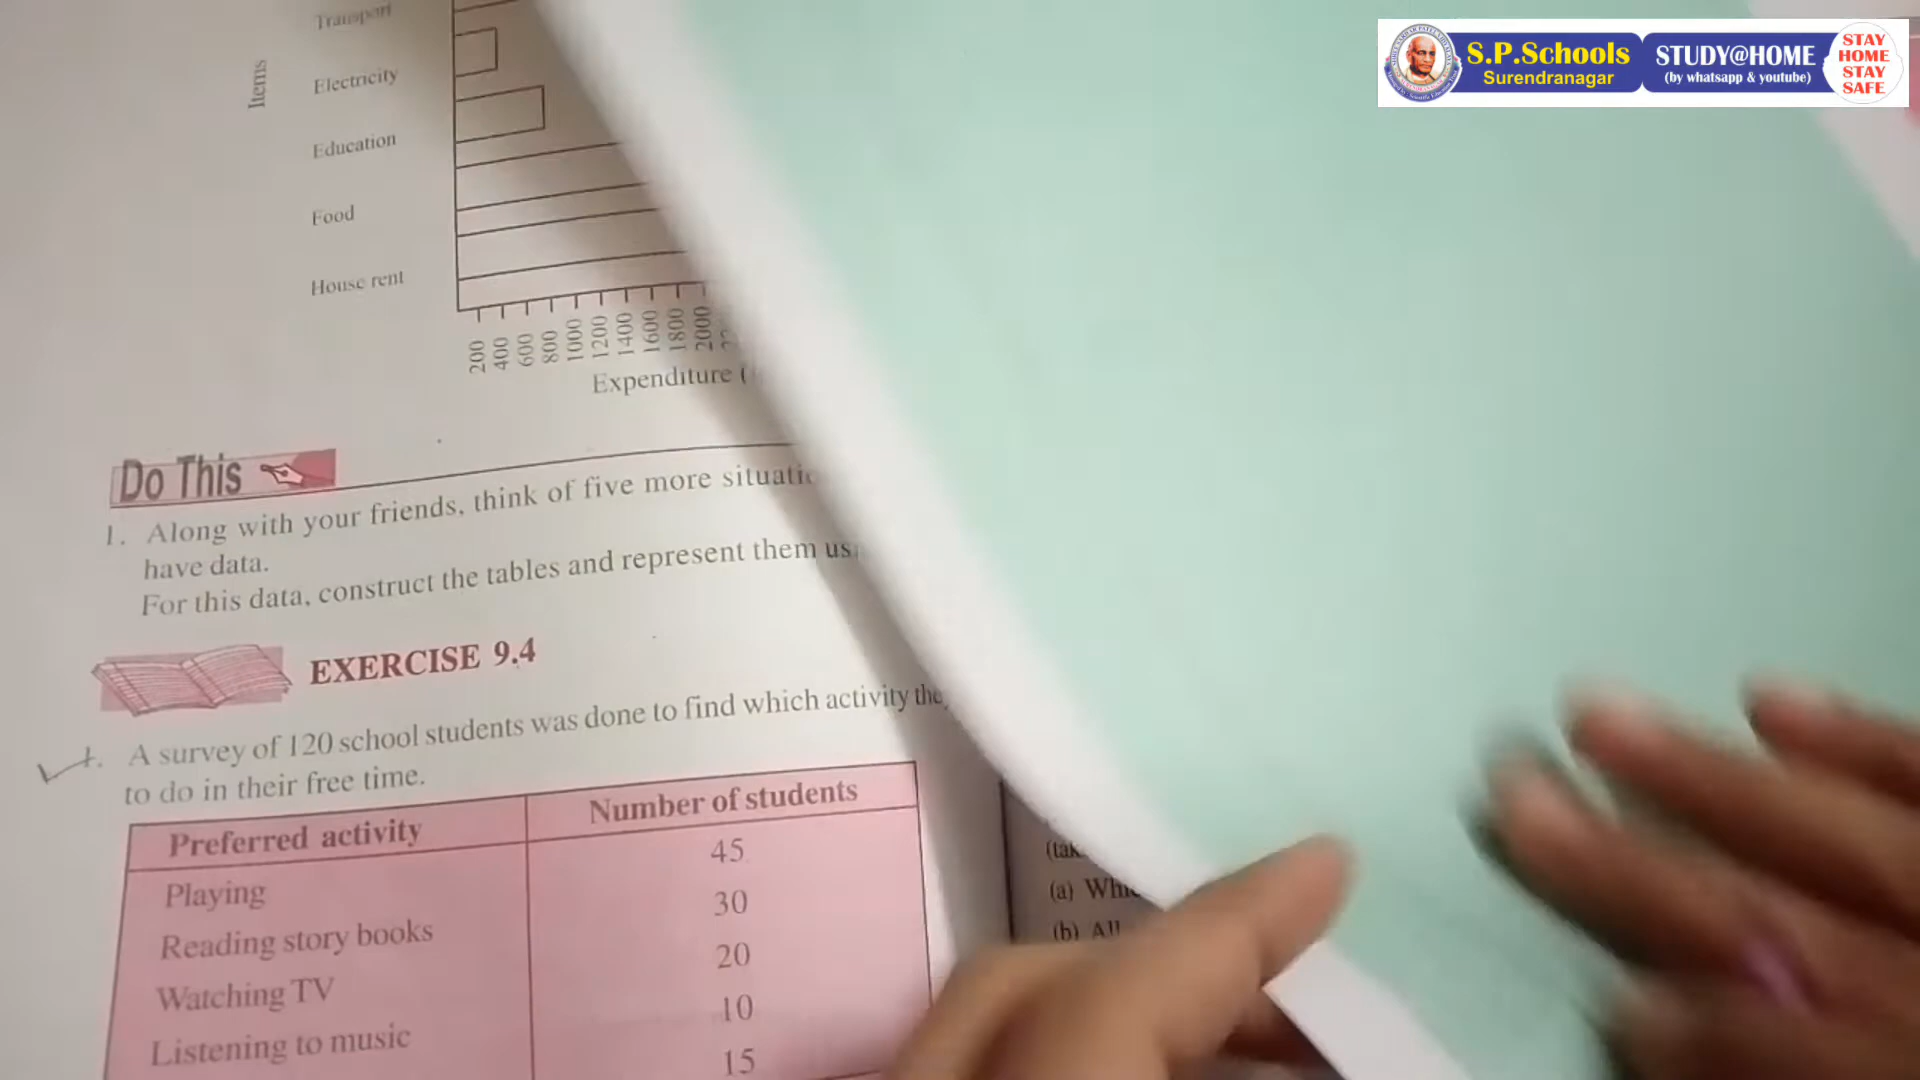 S.P.Schools
Surendranagar
STUDY@HOME
(by whatsapp & youtube)
STAY
HOME
STAY
SAFE
Items
Transport
Electricity
Education
Food
House rent
200 400 600 800 1000 1200 1400 1600 1800 2000
Expenditure (
Do This
1. Along with your friends, think of five more
have data.
For this data, construct the tables and represent them
EXERCISE 9.4
1. A survey of 120 school students was done to find which activity
to do in their free time.
Preferred activity Number of students
Playing 45
Reading story books 30
Watching TV 20
Listening to music 10
15
(a)
(b)